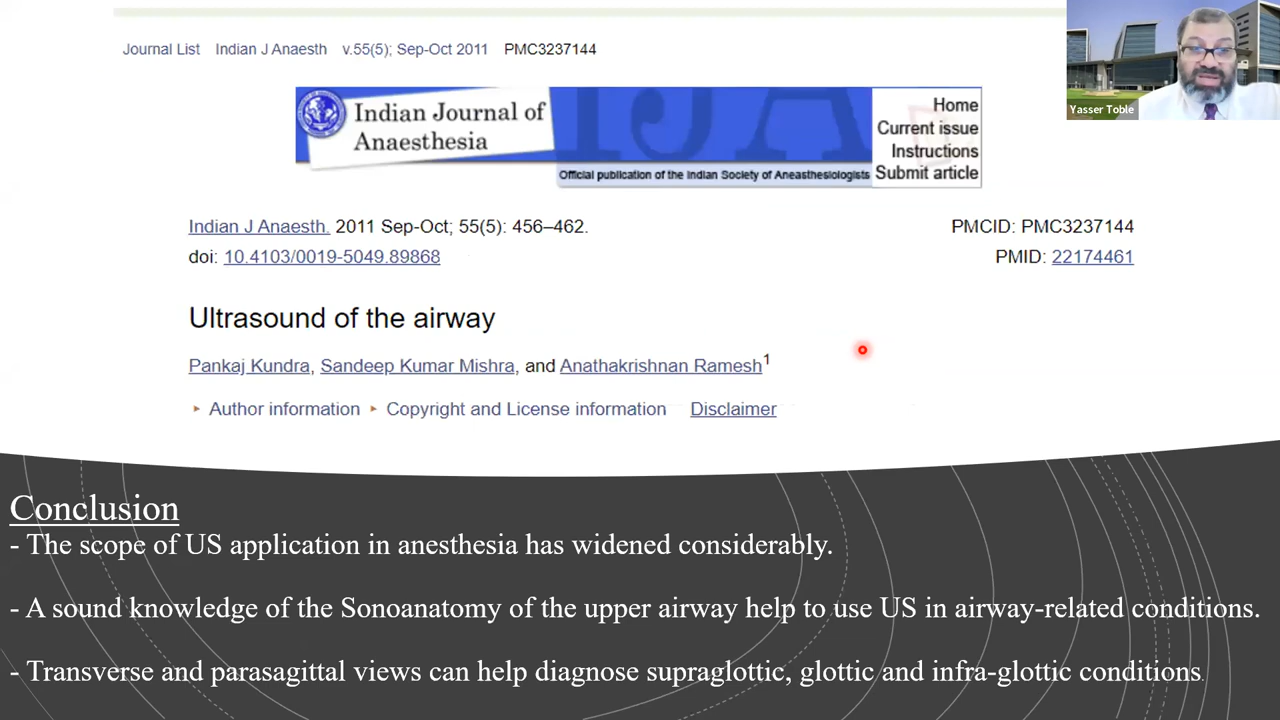 Journal List Indian J Anaesth v.55(5); Sep-Oct 2011 PMC3237144
Yasser Toble
Indian Journal of
Anaesthesia
Home
Current issue
Instructions
Submit article
IJA
Official publication of the Indian Society of Aneasthesiologists
Indian J Anaesth. 2011 Sep-Oct; 55(5): 456–462.
PMCID: PMC3237144
doi: 10.4103/0019-5049.89868
PMID: 22174461
Ultrasound of the airway
Pankaj Kundra, Sandeep Kumar Mishra, and Anathakrishnan Ramesh1
▸ Author information ▸ Copyright and License information Disclaimer
Conclusion
- The scope of US application in anesthesia has widened considerably.
- A sound knowledge of the Sonoanatomy of the upper airway help to use US in airway-related conditions.
- Transverse and parasagittal views can help diagnose supraglottic, glottic and infra-glottic conditions.